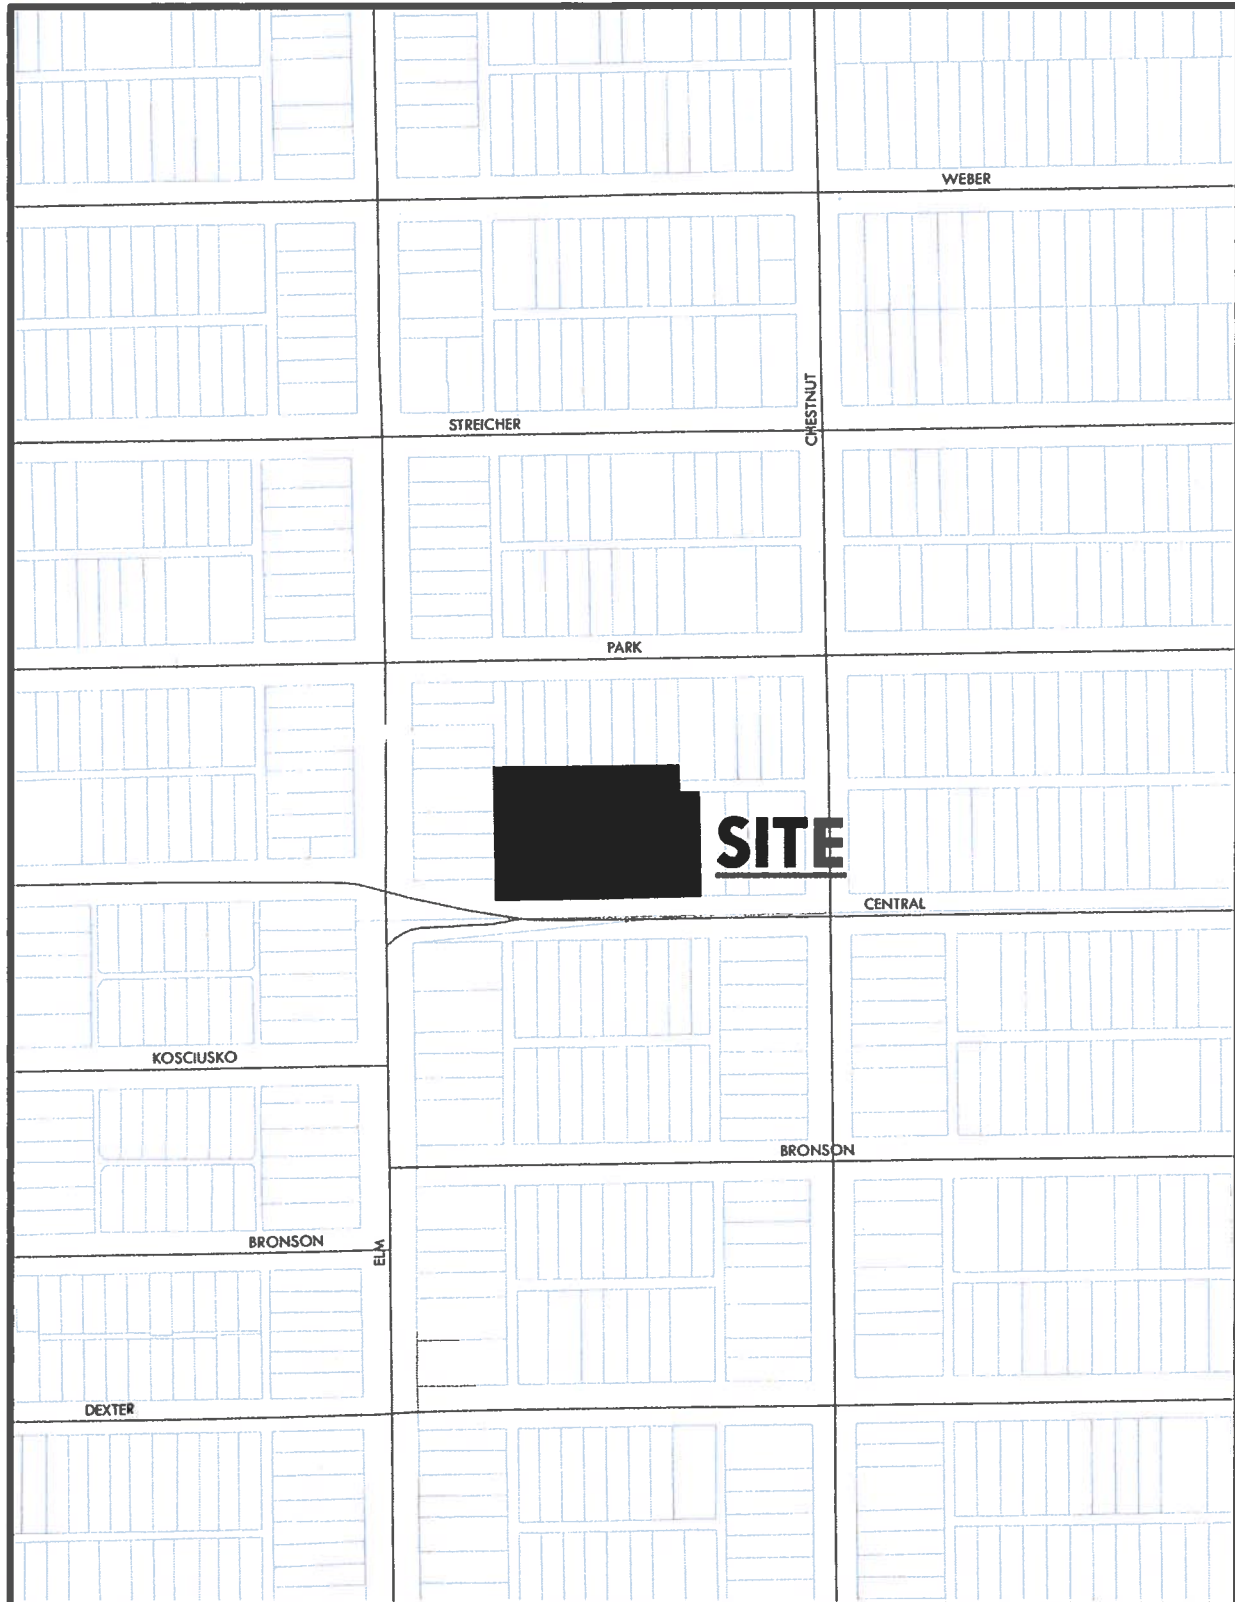 WEBER
CHESTNUT
STREICHER
PARK
SITE
CENTRAL
KOSCIUSKO
BRONSON
BRONSON
ELM
DEXTER